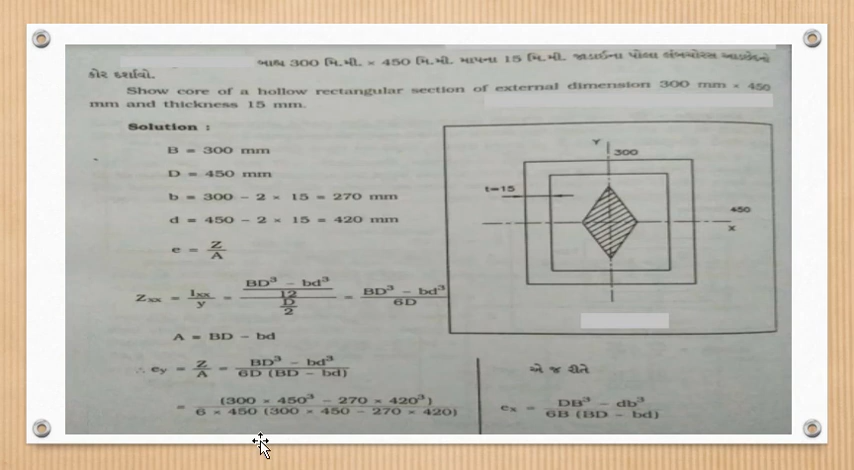 બાહ્ય 300 મિ.મી. × 450 મિ.મી. માપના 15 મિ.મી. જાડાઈના પોલા લંબચોરસ આડછેદનો
કોર દર્શાવો.
Show core of a hollow rectangular section of external dimension 300 mm × 450
mm and thickness 15 mm.
Solution :
B = 300 mm
D = 450 mm
b = 300 − 2 × 15 = 270 mm
d = 450 − 2 × 15 = 420 mm
e = Z/A
Zxx = Ixx/y = ((BD³ − bd³)/12)/(D/2) = (BD³ − bd³)/6D
A = BD − bd
∴ ey = Z/A = (BD³ − bd³)/(6D (BD − bd))
= (300 × 450³ − 270 × 420³)/(6 × 450 (300 × 450 − 270 × 420))
Y
300
t=15
450
X
એ જ રીતે
ex = (DB³ − db³)/(6B (BD − bd))